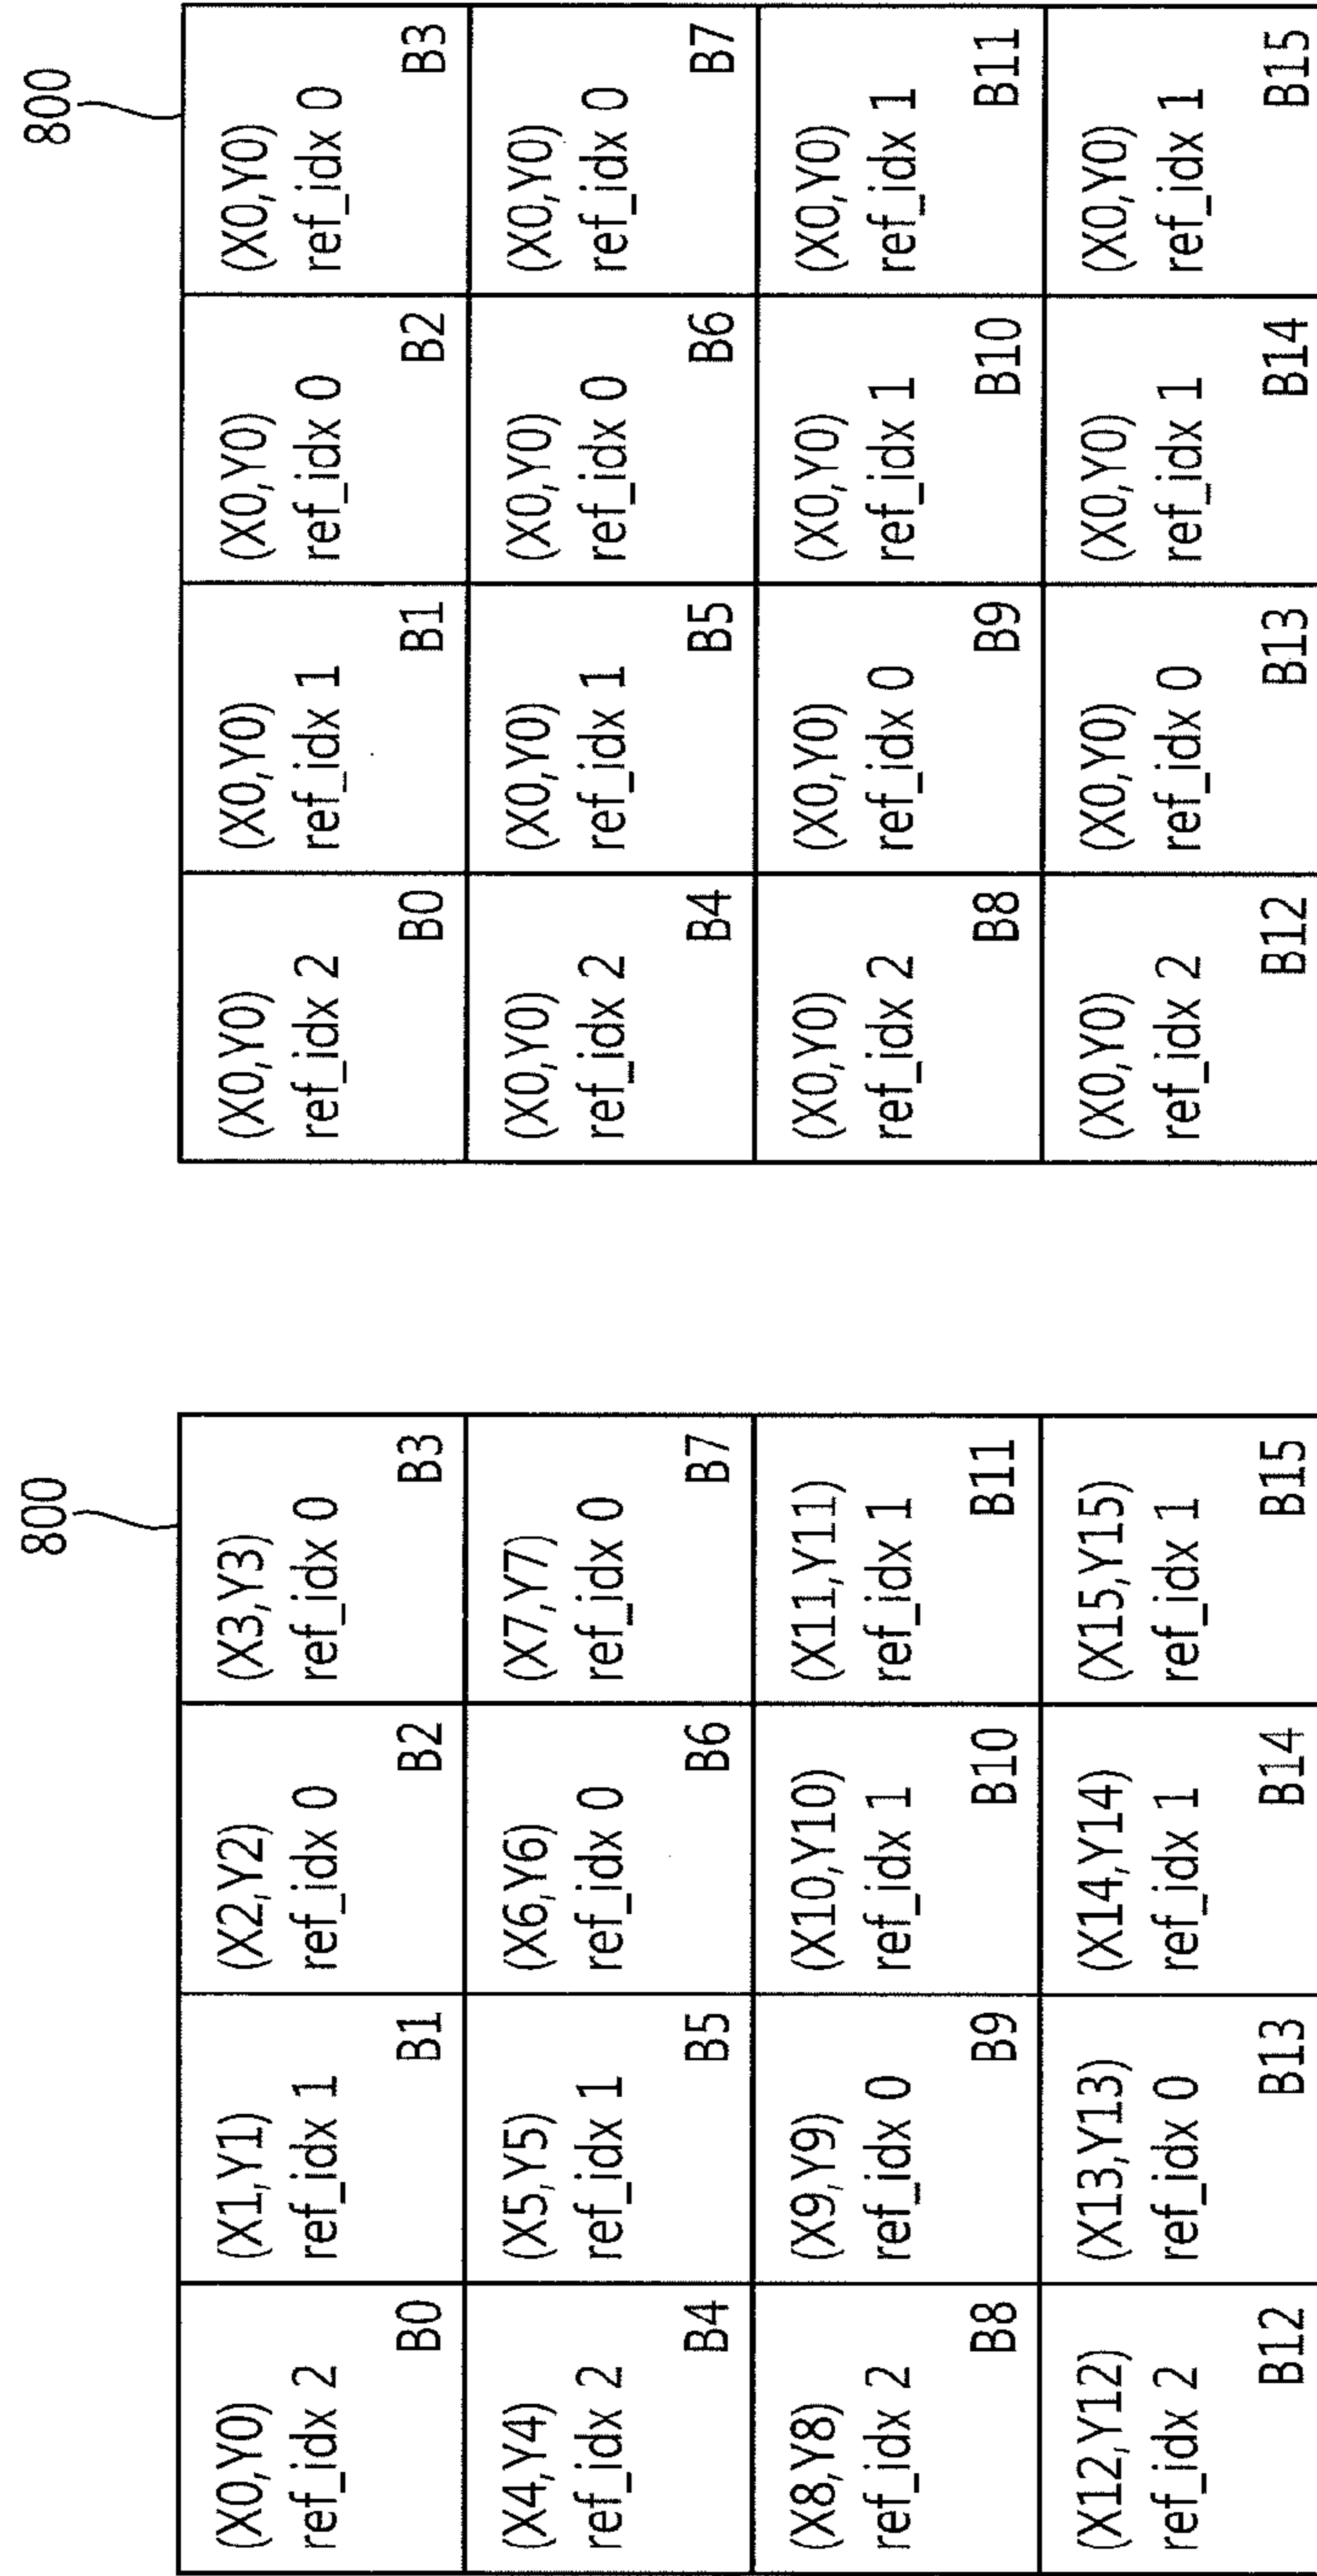 800
(X0,Y0)
ref_idx 2
B0
(X1,Y1)
ref_idx 1
B1
(X2,Y2)
ref_idx 0
B2
(X3,Y3)
ref_idx 0
B3
(X4,Y4)
ref_idx 2
B4
(X5,Y5)
ref_idx 1
B5
(X6,Y6)
ref_idx 0
B6
(X7,Y7)
ref_idx 0
B7
(X8,Y8)
ref_idx 2
B8
(X9,Y9)
ref_idx 0
B9
(X10,Y10)
ref_idx 1
B10
(X11,Y11)
ref_idx 1
B11
(X12,Y12)
ref_idx 2
B12
(X13,Y13)
ref_idx 0
B13
(X14,Y14)
ref_idx 1
B14
(X15,Y15)
ref_idx 1
B15
800
(X0,Y0)
ref_idx 2
B0
(X0,Y0)
ref_idx 1
B1
(X0,Y0)
ref_idx 0
B2
(X0,Y0)
ref_idx 0
B3
(X0,Y0)
ref_idx 2
B4
(X0,Y0)
ref_idx 1
B5
(X0,Y0)
ref_idx 0
B6
(X0,Y0)
ref_idx 0
B7
(X0,Y0)
ref_idx 2
B8
(X0,Y0)
ref_idx 0
B9
(X0,Y0)
ref_idx 1
B10
(X0,Y0)
ref_idx 1
B11
(X0,Y0)
ref_idx 2
B12
(X0,Y0)
ref_idx 0
B13
(X0,Y0)
ref_idx 1
B14
(X0,Y0)
ref_idx 1
B15